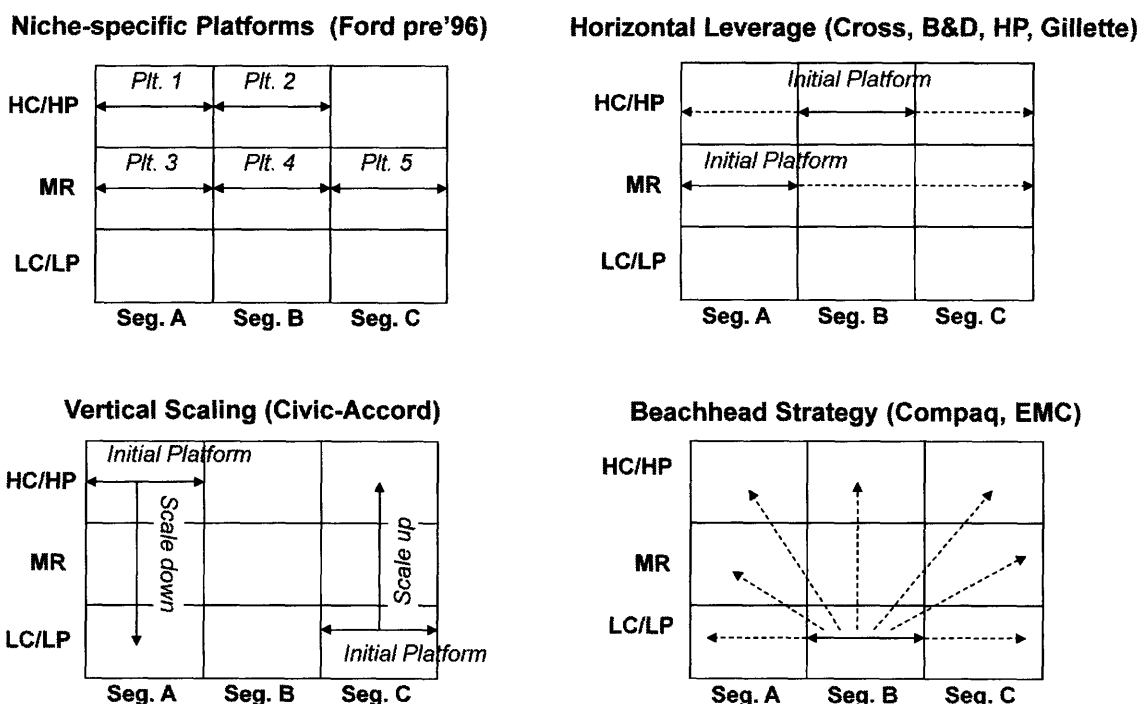 Niche-specific Platforms (Ford pre'96)
Plt. 1 Plt. 2
HC/HP
Plt. 3 Plt. 4 Plt. 5
MR
LC/LP
Seg. A Seg. B Seg. C
Horizontal Leverage (Cross, B&D, HP, Gillette)
Initial Platform
HC/HP
Initial Platform
MR
LC/LP
Seg. A Seg. B Seg. C
Vertical Scaling (Civic-Accord)
Initial Platform
HC/HP
Scale down
Scale up
MR
LC/LP
Initial Platform
Seg. A Seg. B Seg. C
Beachhead Strategy (Compaq, EMC)
HC/HP
MR
LC/LP
Seg. A Seg. B Seg. C